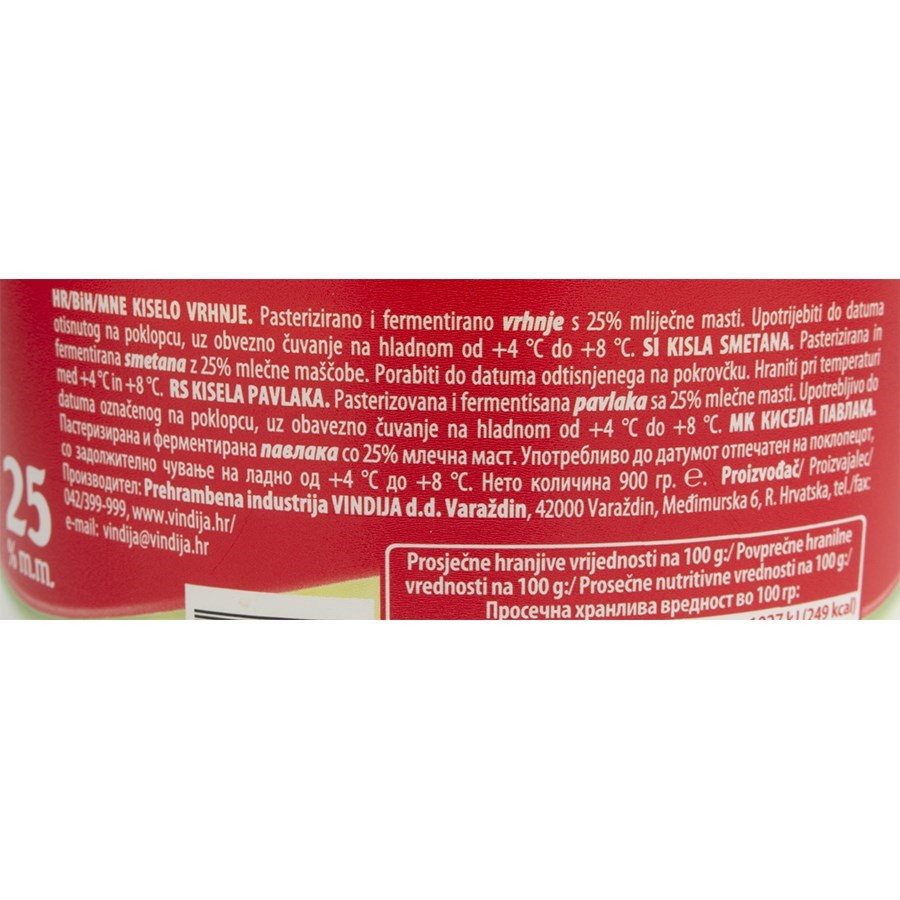 HR/BiH/MNE KISELO VRHNJE. Pasterizirano i fermentirano vrhnje s 25% mliječne masti. Upotrijebiti do datuma
otisnutog na poklopcu, uz obvezno čuvanje na hladnom od +4 °C do +8 °C. SI KISLA SMETANA. Pasterizirana in
fermentirana smetana z 25% mlečne maščobe. Porabiti do datuma odtisnjenega na pokrovčku. Hraniti pri temperaturi
med +4 °C in +8 °C. RS KISELA PAVLAKA. Pasterizovana i fermentisana pavlaka sa 25% mlečne masti. Upotrebljivo do
datuma označenog na poklopcu, uz obavezno čuvanje na hladnom od +4 °C do +8 °C. МК КИСЕЛА ПАВЛАКА.
Пастеризирана и ферментирана павлака со 25% млечна маст. Употребливо до датумот отпечатен на поклопецот,
со задолжително чување на ладно од +4 °C до +8 °C. Нето количина 900 гр. ℮. Proizvođač/ Proizvajalec/
Производител: Prehrambena industrija VINDIJA d.d. Varaždin, 42000 Varaždin, Međimurska 6, R. Hrvatska, tel./fax:
042/399-999, www.vindija.hr/
e-mail: vindija@vindija.hr
25
% m.m.
Prosječne hranjive vrijednosti na 100 g:/ Povprečne hranilne
vrednosti na 100 g:/ Prosečne nutritivne vrednosti na 100 g:/
Просечна хранлива вредност во 100 гр:
1027 kJ (249 kcal)